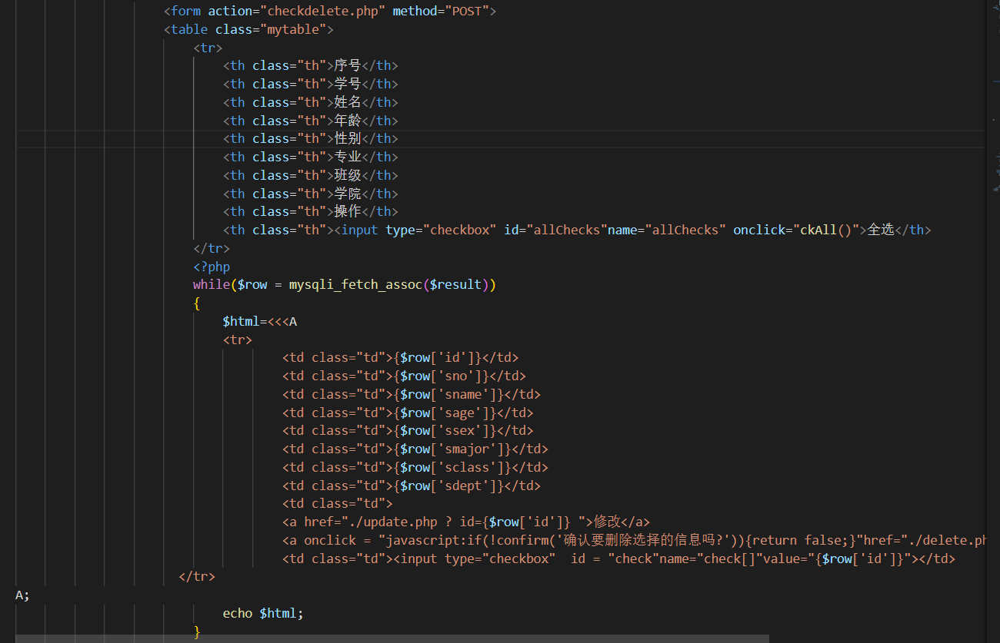 <form action="checkdelete.php" method="POST">
<table class="mytable">
<tr>
<th class="th">序号</th>
<th class="th">学号</th>
<th class="th">姓名</th>
<th class="th">年龄</th>
<th class="th">性别</th>
<th class="th">专业</th>
<th class="th">班级</th>
<th class="th">学院</th>
<th class="th">操作</th>
<th class="th"><input type="checkbox" id="allChecks"name="allChecks" onclick="ckAll()">全选</th>
</tr>
<?php
while($row = mysqli_fetch_assoc($result))
{
$html=<<<A
<tr>
<td class="td">{$row['id']}</td>
<td class="td">{$row['sno']}</td>
<td class="td">{$row['sname']}</td>
<td class="td">{$row['sage']}</td>
<td class="td">{$row['ssex']}</td>
<td class="td">{$row['smajor']}</td>
<td class="td">{$row['sclass']}</td>
<td class="td">{$row['sdept']}</td>
<td class="td">
<a href="./update.php ? id={$row['id']} ">修改</a>
<a onclick = "javascript:if(!confirm('确认要删除选择的信息吗?')){return false;}"href="./delete.ph
<td class="td"><input type="checkbox"  id = "check"name="check[]"value="{$row['id']}"></td>
</tr>
A;
echo $html;
}